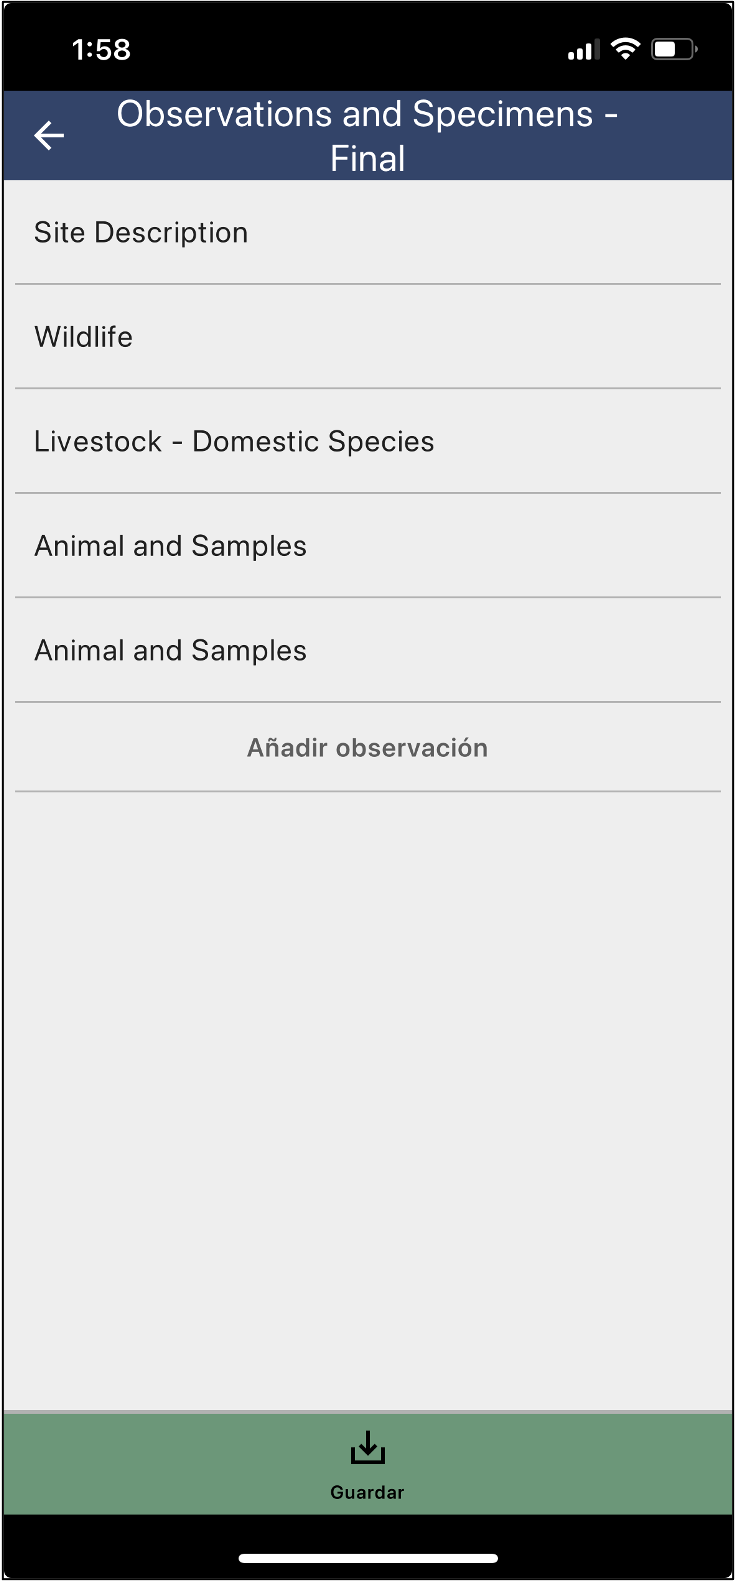 1:58
Observations and Specimens -
Final
Site Description
Wildlife
Livestock - Domestic Species
Animal and Samples
Animal and Samples
Añadir observación
Guardar